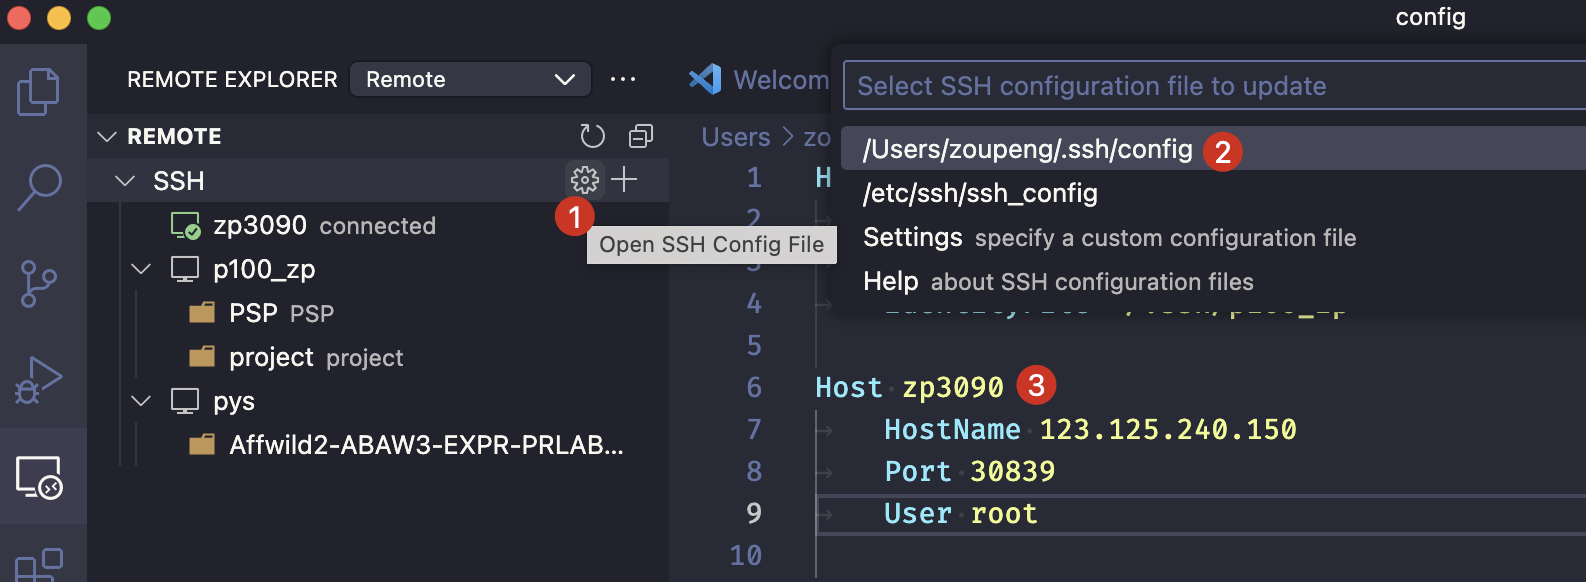 config
REMOTE EXPLORER Remote ···
Welcom
Select SSH configuration file to update
REMOTE
Users > zo
/Users/zoupeng/.ssh/config 2
SSH
1 H
/etc/ssh/ssh_config
zp3090 connected
1
2
Open SSH Config File
Settings specify a custom configuration file
p100_zp
3
Help about SSH configuration files
PSP PSP
4
project project
5
6 Host zp3090 3
pys
7 HostName 123.125.240.150
Affwild2-ABAW3-EXPR-PRLAB...
8 Port 30839
9 User root
10